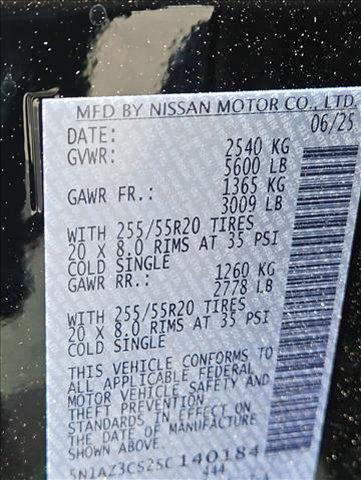 MFD BY NISSAN MOTOR CO., LTD.
DATE: 06/25
GVWR: 2540 KG
5600 LB
GAWR FR.: 1365 KG
3009 LB
WITH 255/55R20 TIRES
20 X 8.0 RIMS AT 35 PSI
COLD SINGLE
GAWR RR.: 1260 KG
2778 LB
WITH 255/55R20 TIRES
20 X 8.0 RIMS AT 35 PSI
COLD SINGLE
THIS VEHICLE CONFORMS TO
ALL APPLICABLE FEDERAL
MOTOR VEHICLE SAFETY AND
THEFT PREVENTION
STANDARDS IN EFFECT ON
THE DATE OF MANUFACTURE
SHOWN ABOVE.
5N1AZ3CS2SC140184